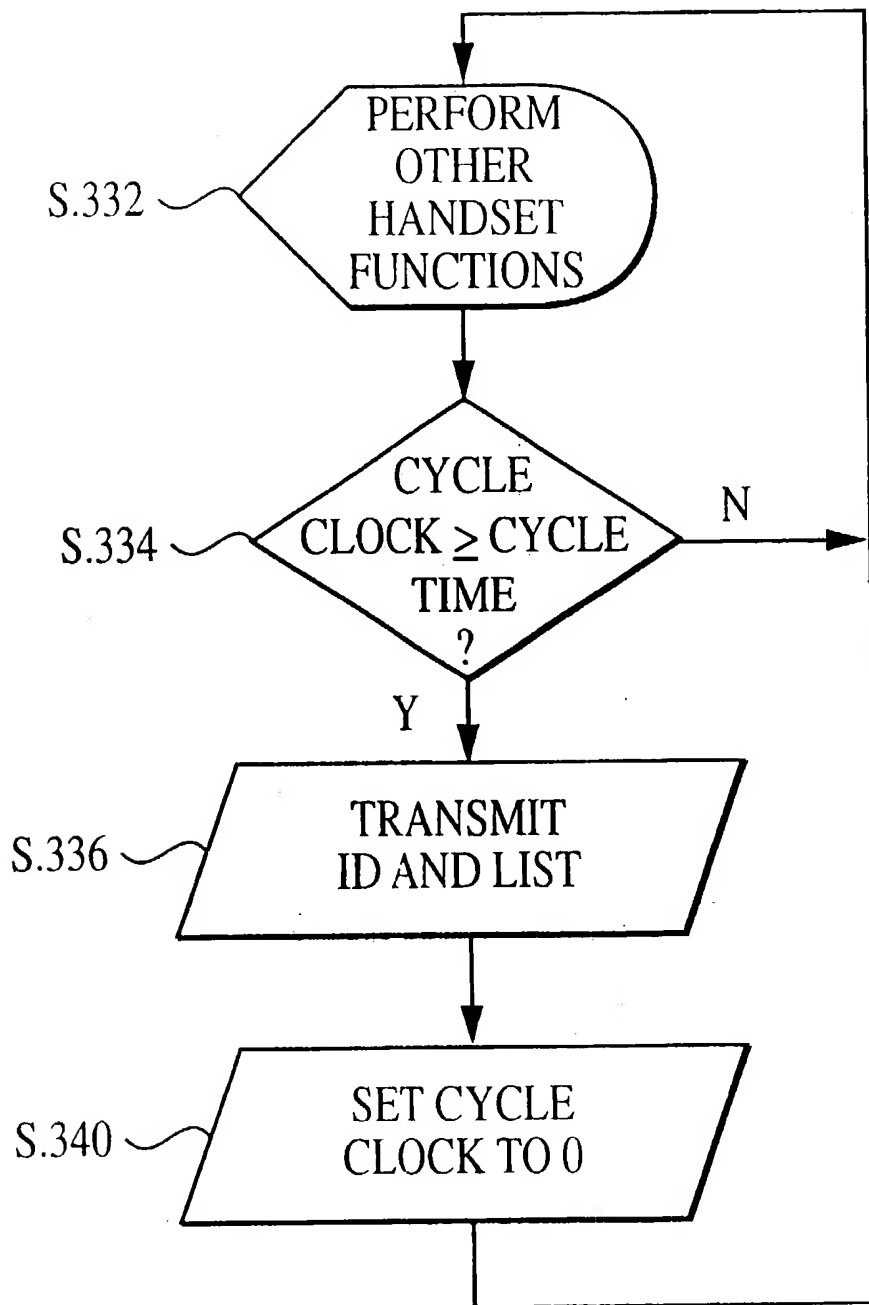 PERFORM
OTHER
HANDSET
FUNCTIONS
S.332
CYCLE
CLOCK ≥ CYCLE
TIME
?
S.334
N
Y
TRANSMIT
ID AND LIST
S.336
SET CYCLE
CLOCK TO 0
S.340